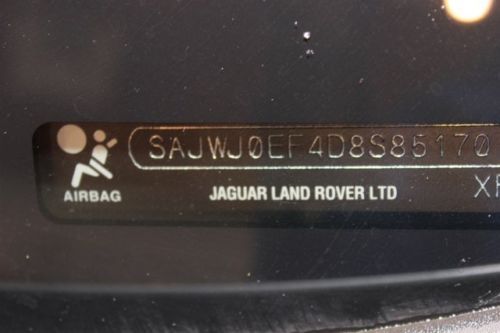 SAJWJ0EF4D8S85170
AIRBAG
JAGUAR LAND ROVER LTD
XF